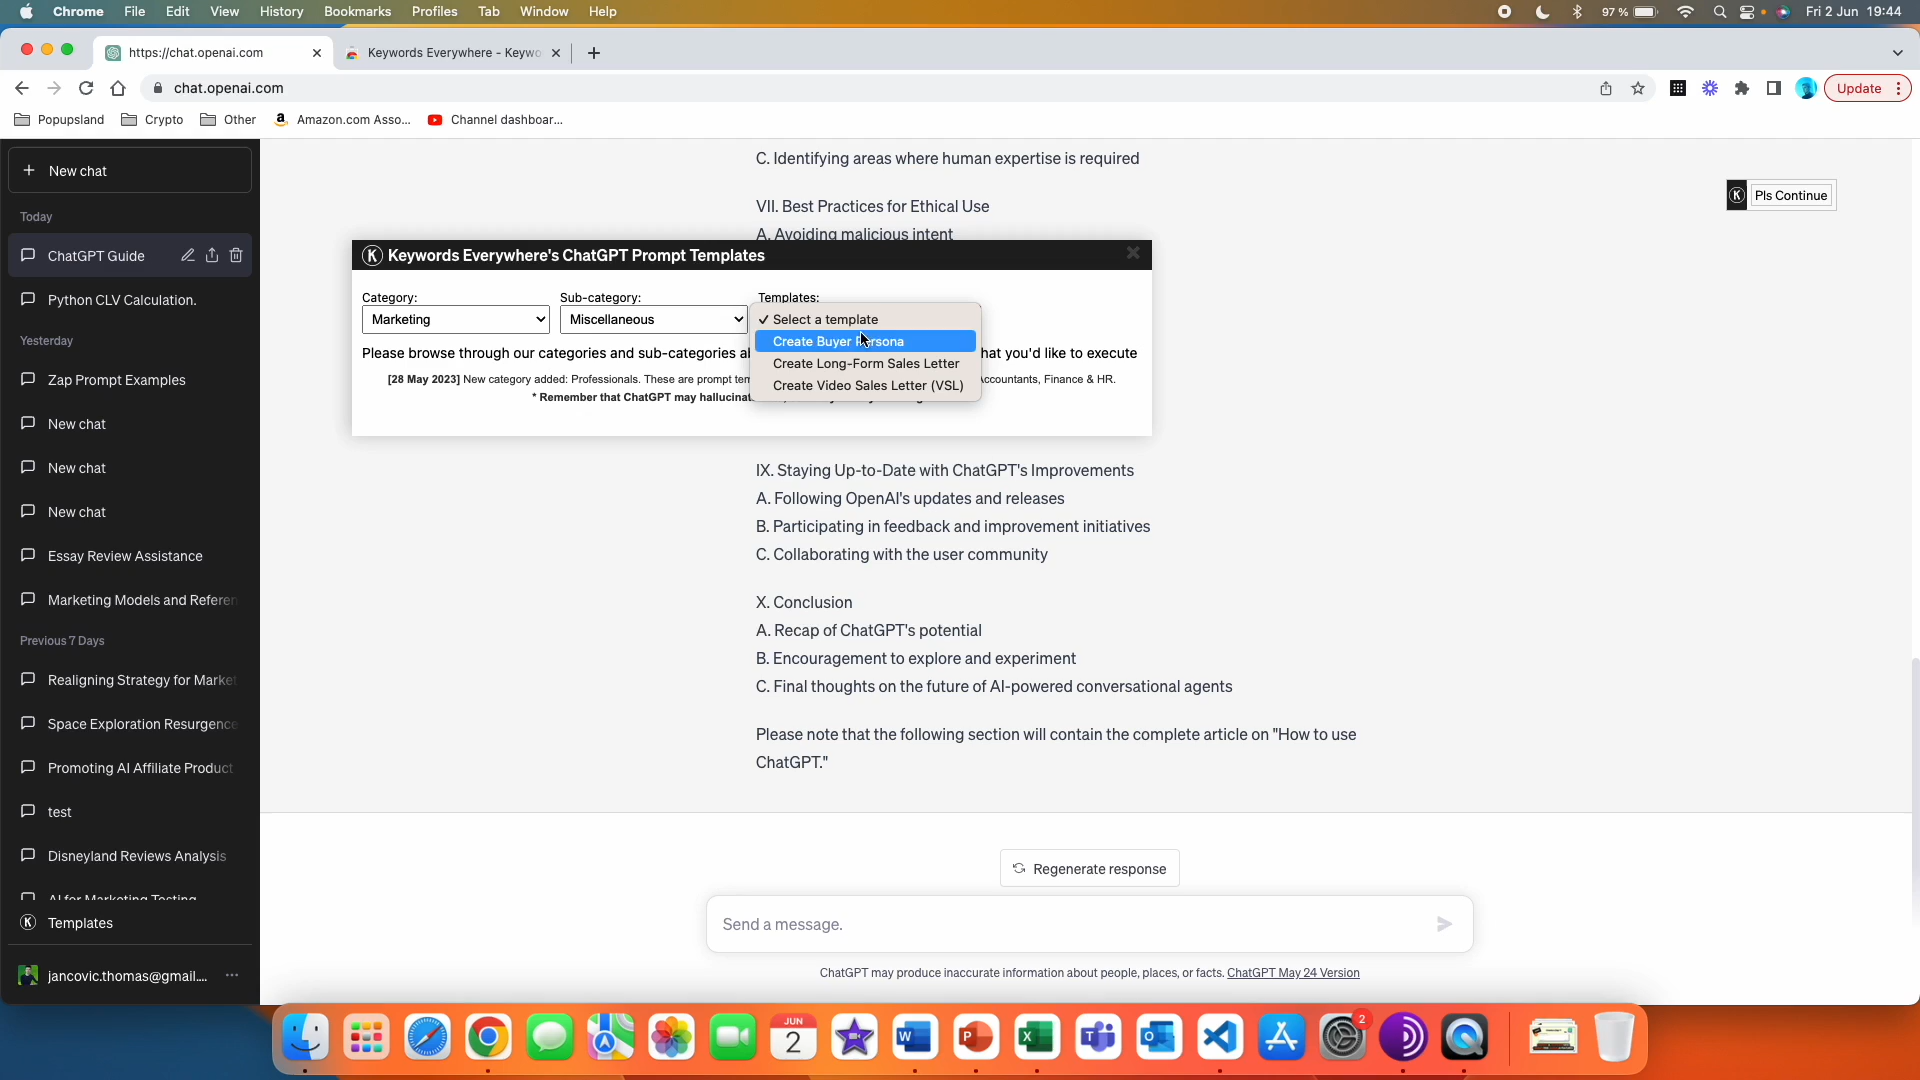 Chrome File Edit View History Bookmarks Profiles Tab Window Help
97 % Fri 2 Jun 19:44
https://chat.openai.com
Keywords Everywhere - Keywo
chat.openai.com
Update
Popupsland Crypto Other Amazon.com Asso... Channel dashboar...
New chat
Today
ChatGPT Guide
Python CLV Calculation.
Yesterday
Zap Prompt Examples
New chat
New chat
New chat
Essay Review Assistance
Marketing Models and Referen
Previous 7 Days
Realigning Strategy for Market
Space Exploration Resurgence
Promoting AI Affiliate Product
test
Disneyland Reviews Analysis
AI for Marketing Testing
Templates
jancovic.thomas@gmail....
C. Identifying areas where human expertise is required
Pls Continue
VII. Best Practices for Ethical Use
A. Avoiding malicious intent
Keywords Everywhere's ChatGPT Prompt Templates
Category: Sub-category: Templates:
Marketing Miscellaneous
✓ Select a template
Create Buyer Persona
Create Long-Form Sales Letter
Create Video Sales Letter (VSL)
Please browse through our categories and sub-categories hat you'd like to execute
[28 May 2023] New category added: Professionals. These are prompt Accountants, Finance & HR.
* Remember that ChatGPT may
IX. Staying Up-to-Date with ChatGPT's Improvements
A. Following OpenAI's updates and releases
B. Participating in feedback and improvement initiatives
C. Collaborating with the user community
X. Conclusion
A. Recap of ChatGPT's potential
B. Encouragement to explore and experiment
C. Final thoughts on the future of AI-powered conversational agents
Please note that the following section will contain the complete article on "How to use
ChatGPT."
Regenerate response
Send a message.
ChatGPT may produce inaccurate information about people, places, or facts. ChatGPT May 24 Version
JUN
2
2